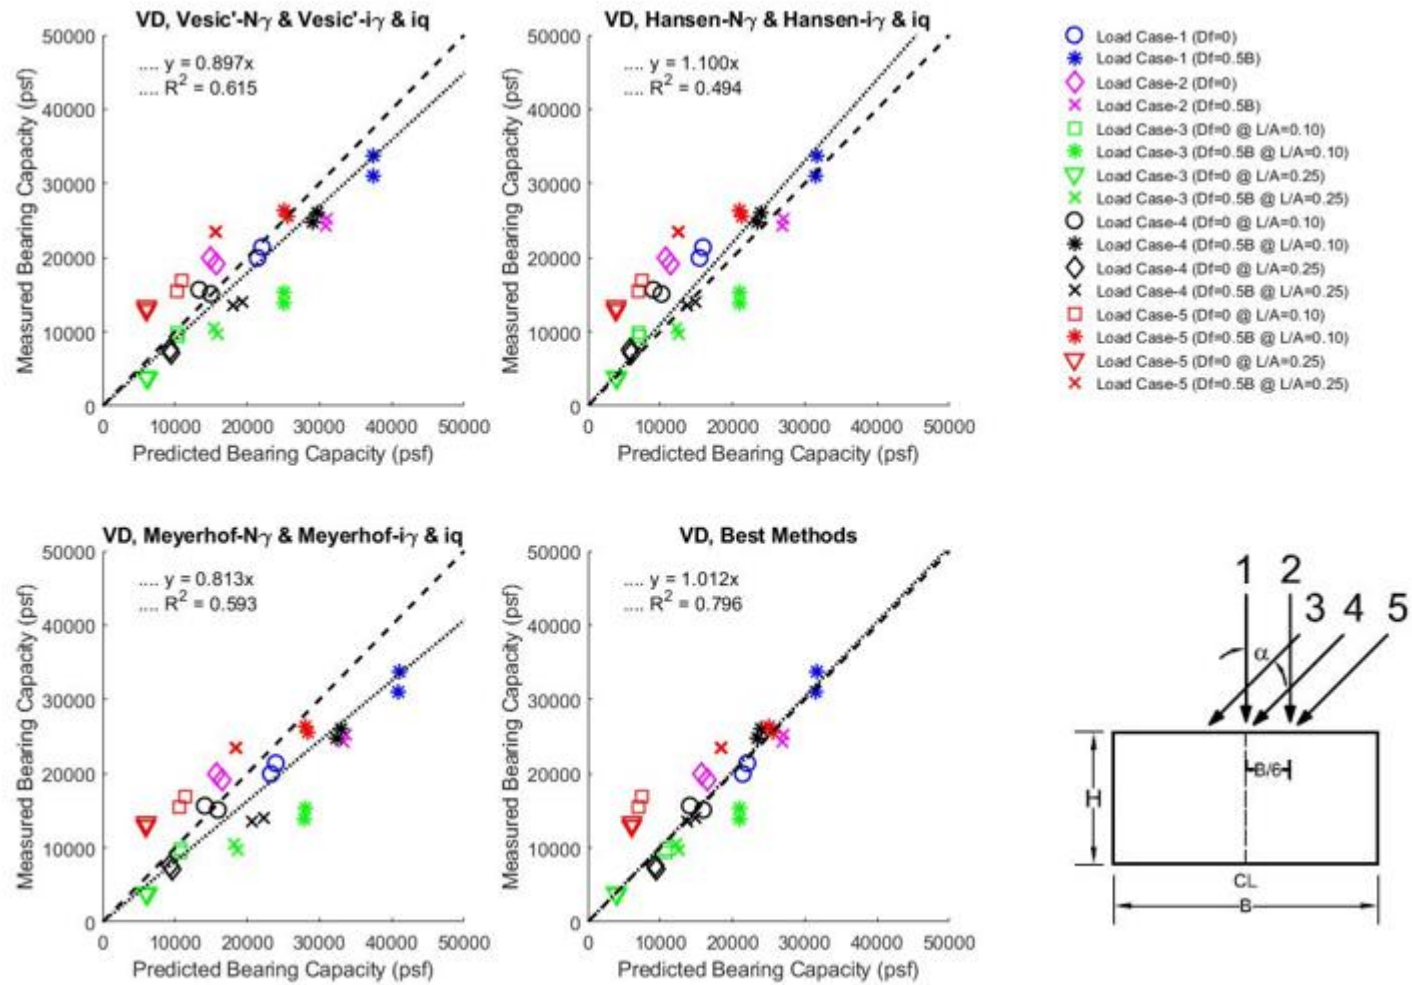 VD, Vesic'-Nγ & Vesic'-iγ & iq
.... y = 0.897x
.... R² = 0.615
Measured Bearing Capacity (psf)
50000
40000
30000
20000
10000
0
0 10000 20000 30000 40000 50000
Predicted Bearing Capacity (psf)
VD, Hansen-Nγ & Hansen-iγ & iq
.... y = 1.100x
.... R² = 0.494
Measured Bearing Capacity (psf)
50000
40000
30000
20000
10000
0
0 10000 20000 30000 40000 50000
Predicted Bearing Capacity (psf)
Load Case-1 (Df=0)
Load Case-1 (Df=0.5B)
Load Case-2 (Df=0)
Load Case-2 (Df=0.5B)
Load Case-3 (Df=0 @ L/A=0.10)
Load Case-3 (Df=0.5B @ L/A=0.10)
Load Case-3 (Df=0 @ L/A=0.25)
Load Case-3 (Df=0.5B @ L/A=0.25)
Load Case-4 (Df=0 @ L/A=0.10)
Load Case-4 (Df=0.5B @ L/A=0.10)
Load Case-4 (Df=0 @ L/A=0.25)
Load Case-4 (Df=0.5B @ L/A=0.25)
Load Case-5 (Df=0 @ L/A=0.10)
Load Case-5 (Df=0.5B @ L/A=0.10)
Load Case-5 (Df=0 @ L/A=0.25)
Load Case-5 (Df=0.5B @ L/A=0.25)
VD, Meyerhof-Nγ & Meyerhof-iγ & iq
.... y = 0.813x
.... R² = 0.593
Measured Bearing Capacity (psf)
50000
40000
30000
20000
10000
0
0 10000 20000 30000 40000 50000
Predicted Bearing Capacity (psf)
VD, Best Methods
.... y = 1.012x
.... R² = 0.796
Measured Bearing Capacity (psf)
50000
40000
30000
20000
10000
0
0 10000 20000 30000 40000 50000
Predicted Bearing Capacity (psf)
1 2 3 4 5
α
B/6
H
CL
B